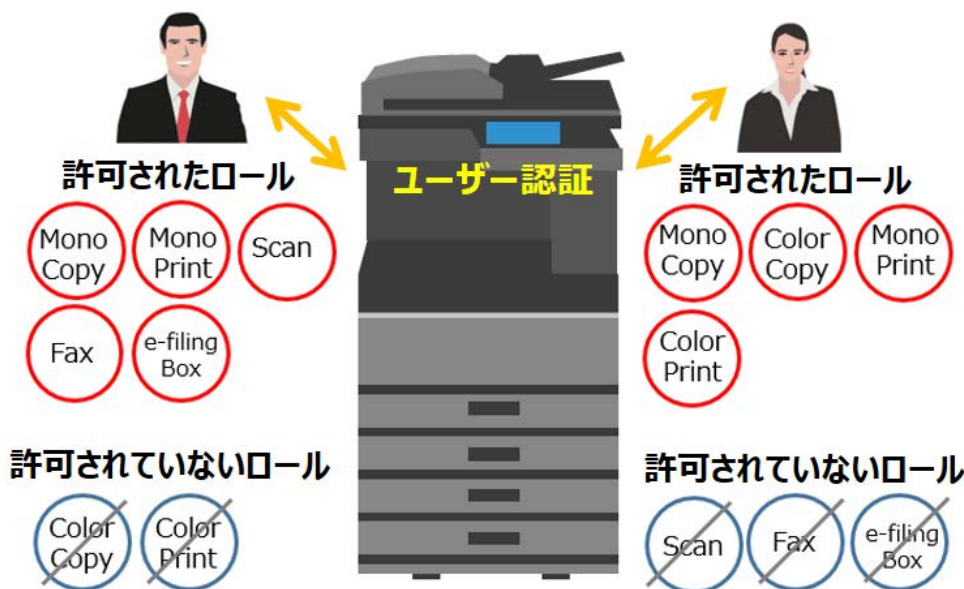 ユーザー認証
許可されたロール
Mono
Copy
Mono
Print
Scan
Fax
e-filing
Box
許可されていないロール
Color
Copy
Color
Print
許可されたロール
Mono
Copy
Color
Copy
Mono
Print
Color
Print
許可されていないロール
Scan
Fax
e-filing
Box